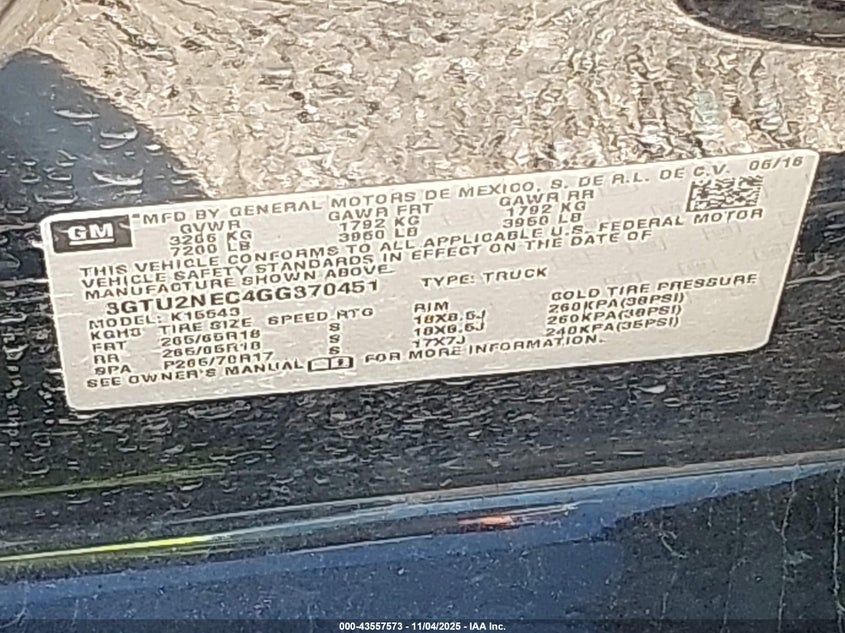 GM MFD BY GENERAL MOTORS DE MEXICO, S. DE R.L. DE C.V. 06/16
GVWR GAWR FRT GAWR RR
3266 KG 1792 KG 1792 KG
7200 LB 3950 LB 3950 LB
THIS VEHICLE CONFORMS TO ALL APPLICABLE U.S. FEDERAL MOTOR
VEHICLE SAFETY STANDARDS IN EFFECT ON THE DATE OF
MANUFACTURE SHOWN ABOVE.
3GTU2NEC4GG370451 TYPE: TRUCK
MODEL: K15543
KGHS TIRE SIZE SPEED RTG RIM COLD TIRE PRESSURE
FRT 265/65R18 S 18X8.5J 260KPA(38PSI)
RR 265/65R18 S 18X8.5J 260KPA(38PSI)
SPA P265/70R17 S 17X7J 240KPA(35PSI)
SEE OWNER'S MANUAL FOR MORE INFORMATION.
000-43557573 - 11/04/2025 - IAA Inc.